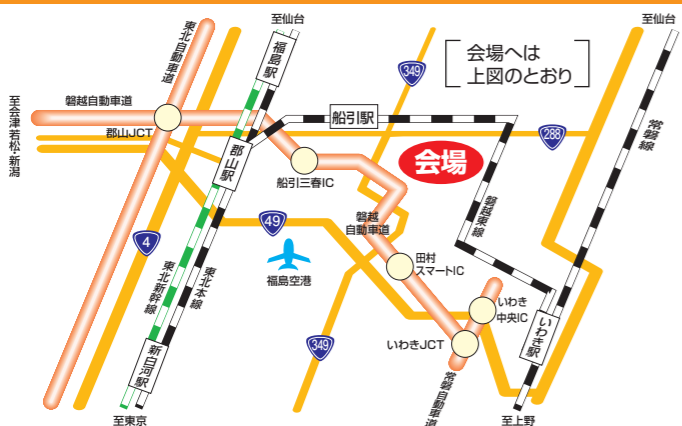 至仙台
至仙台
東北自動車道
福島駅
349
会場へは
上図のとおり
磐越自動車道
船引駅
至会津若松・新潟
郡山JCT
郡山駅
288
常磐線
会場
船引三春IC
磐越東線
49
磐越
自動車道
4
福島空港
田村
スマートIC
東北新幹線
東北本線
いわき
中央IC
349
いわきJCT
いわき駅
新白河駅
常磐自動車道
至東京
至上野